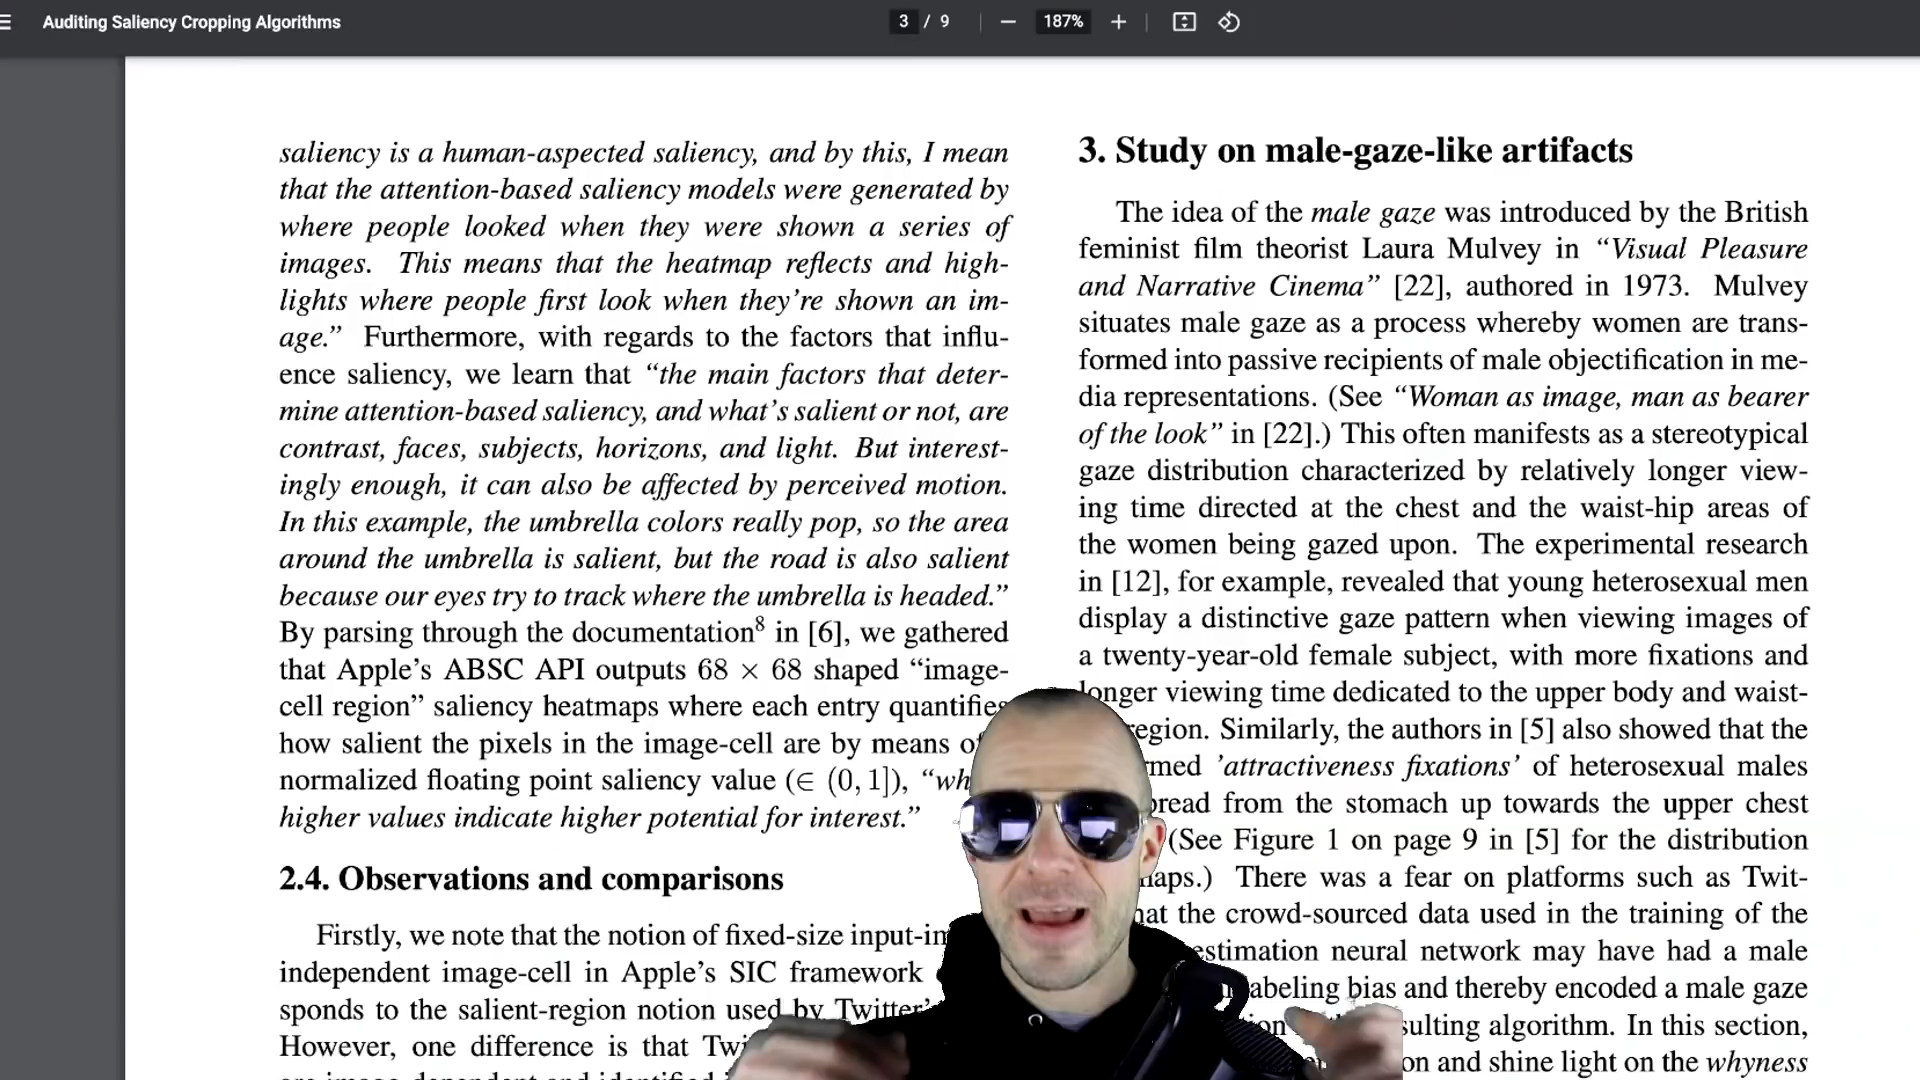 Auditing Saliency Cropping Algorithms
3 / 9
187%
saliency is a human-aspected saliency, and by this, I mean
that the attention-based saliency models were generated by
where people looked when they were shown a series of
images. This means that the heatmap reflects and high-
lights where people first look when they're shown an im-
age.” Furthermore, with regards to the factors that influ-
ence saliency, we learn that “the main factors that deter-
mine attention-based saliency, and what's salient or not, are
contrast, faces, subjects, horizons, and light. But interest-
ingly enough, it can also be affected by perceived motion.
In this example, the umbrella colors really pop, so the area
around the umbrella is salient, but the road is also salient
because our eyes try to track where the umbrella is headed.”
By parsing through the documentation⁸ in [6], we gathered
that Apple's ABSC API outputs 68 × 68 shaped “image-
cell region” saliency heatmaps where each entry quantifies
how salient the pixels in the image-cell are by means of
normalized floating point saliency value (∈ (0, 1]),
higher values indicate higher potential for interest.”
2.4. Observations and comparisons
Firstly, we note that the notion of fixed-size
independent image-cell in Apple's SIC framework
sponds to the salient-region notion used by
However, one difference is that
3. Study on male-gaze-like artifacts
The idea of the male gaze was introduced by the British
feminist film theorist Laura Mulvey in “Visual Pleasure
and Narrative Cinema” [22], authored in 1973. Mulvey
situates male gaze as a process whereby women are trans-
formed into passive recipients of male objectification in me-
dia representations. (See “Woman as image, man as bearer
of the look” in [22].) This often manifests as a stereotypical
gaze distribution characterized by relatively longer view-
ing time directed at the chest and the waist-hip areas of
the women being gazed upon. The experimental research
in [12], for example, revealed that young heterosexual men
display a distinctive gaze pattern when viewing images of
a twenty-year-old female subject, with more fixations and
longer viewing time dedicated to the upper body and waist-
region. Similarly, the authors in [5] also showed that the
'attractiveness fixations' of heterosexual males
from the stomach up towards the upper chest
(See Figure 1 on page 9 in [5] for the distribution
There was a fear on platforms such as Twit-
the crowd-sourced data used in the training of the
neural network may have had a male
bias and thereby encoded a male gaze
algorithm. In this section,
and shine light on the whyness